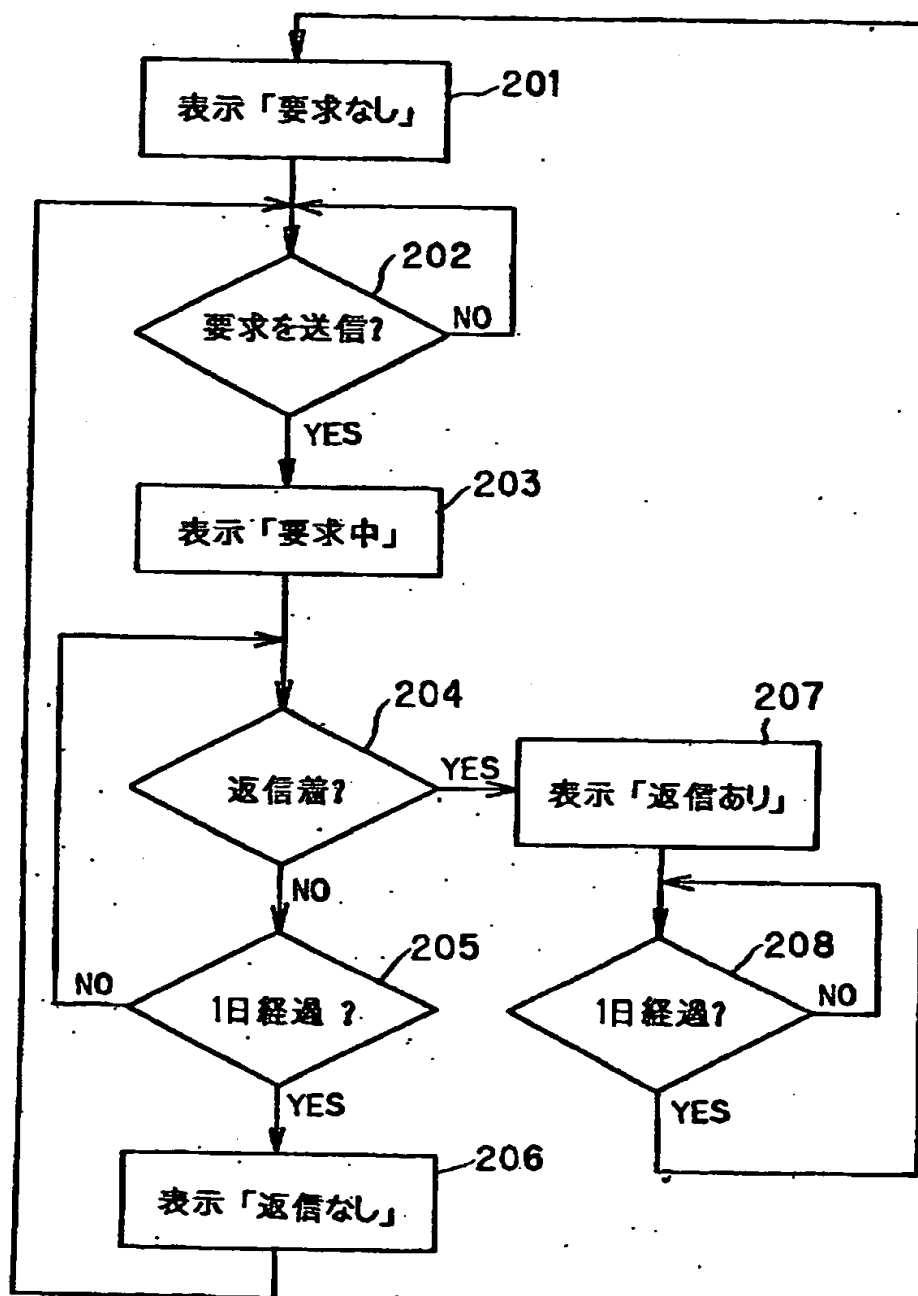 201
表示「要求なし」
202
要求を送信?
NO
YES
203
表示「要求中」
204
返信着?
YES
NO
207
表示「返信あり」
205
1日経過 ?
NO
YES
208
1日経過?
NO
YES
206
表示「返信なし」